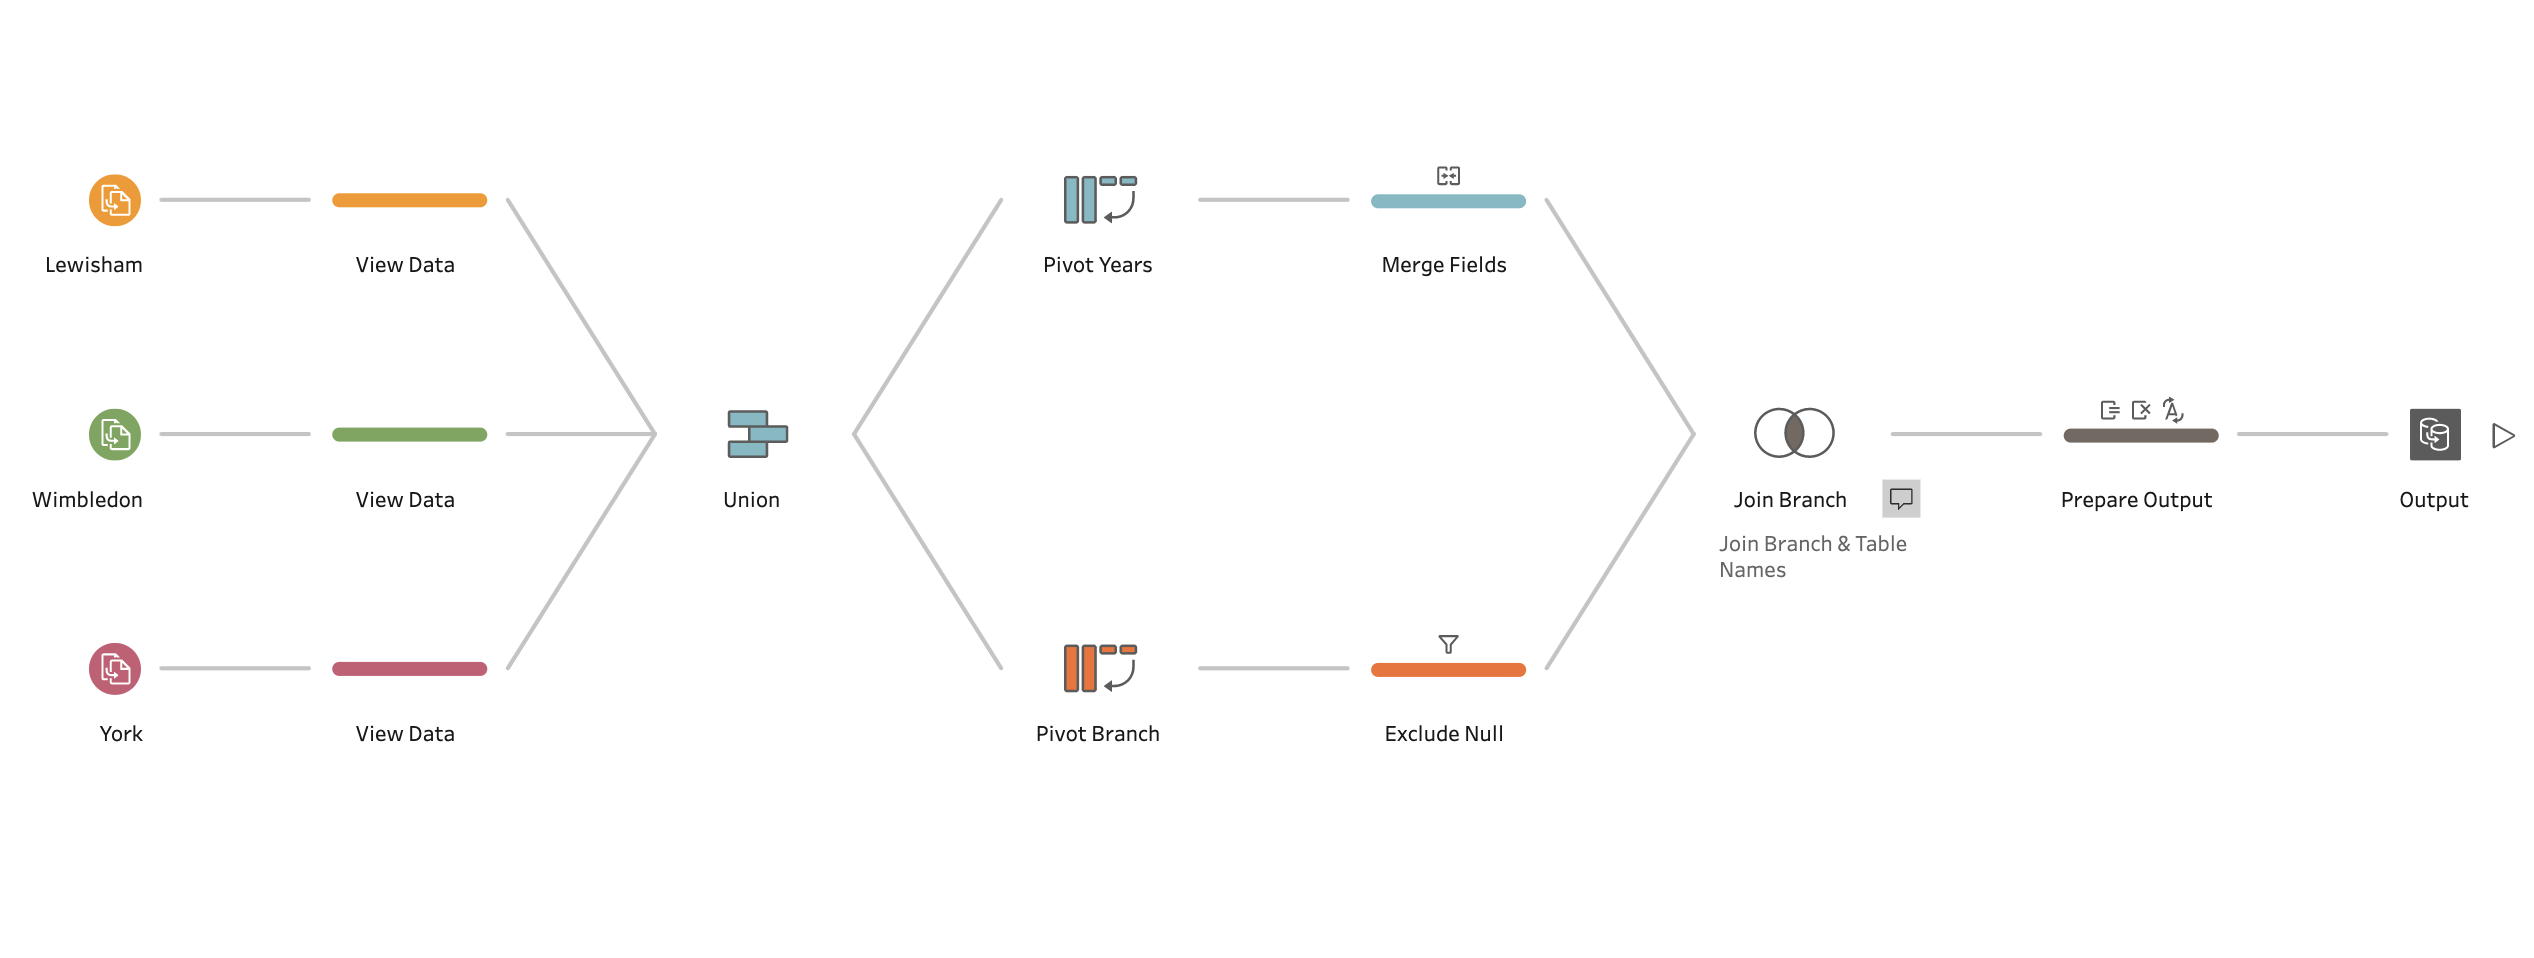 Lewisham
View Data
Wimbledon
View Data
York
View Data
Union
Pivot Years
Merge Fields
Pivot Branch
Exclude Null
Join Branch
Join Branch & Table
Names
Prepare Output
Output